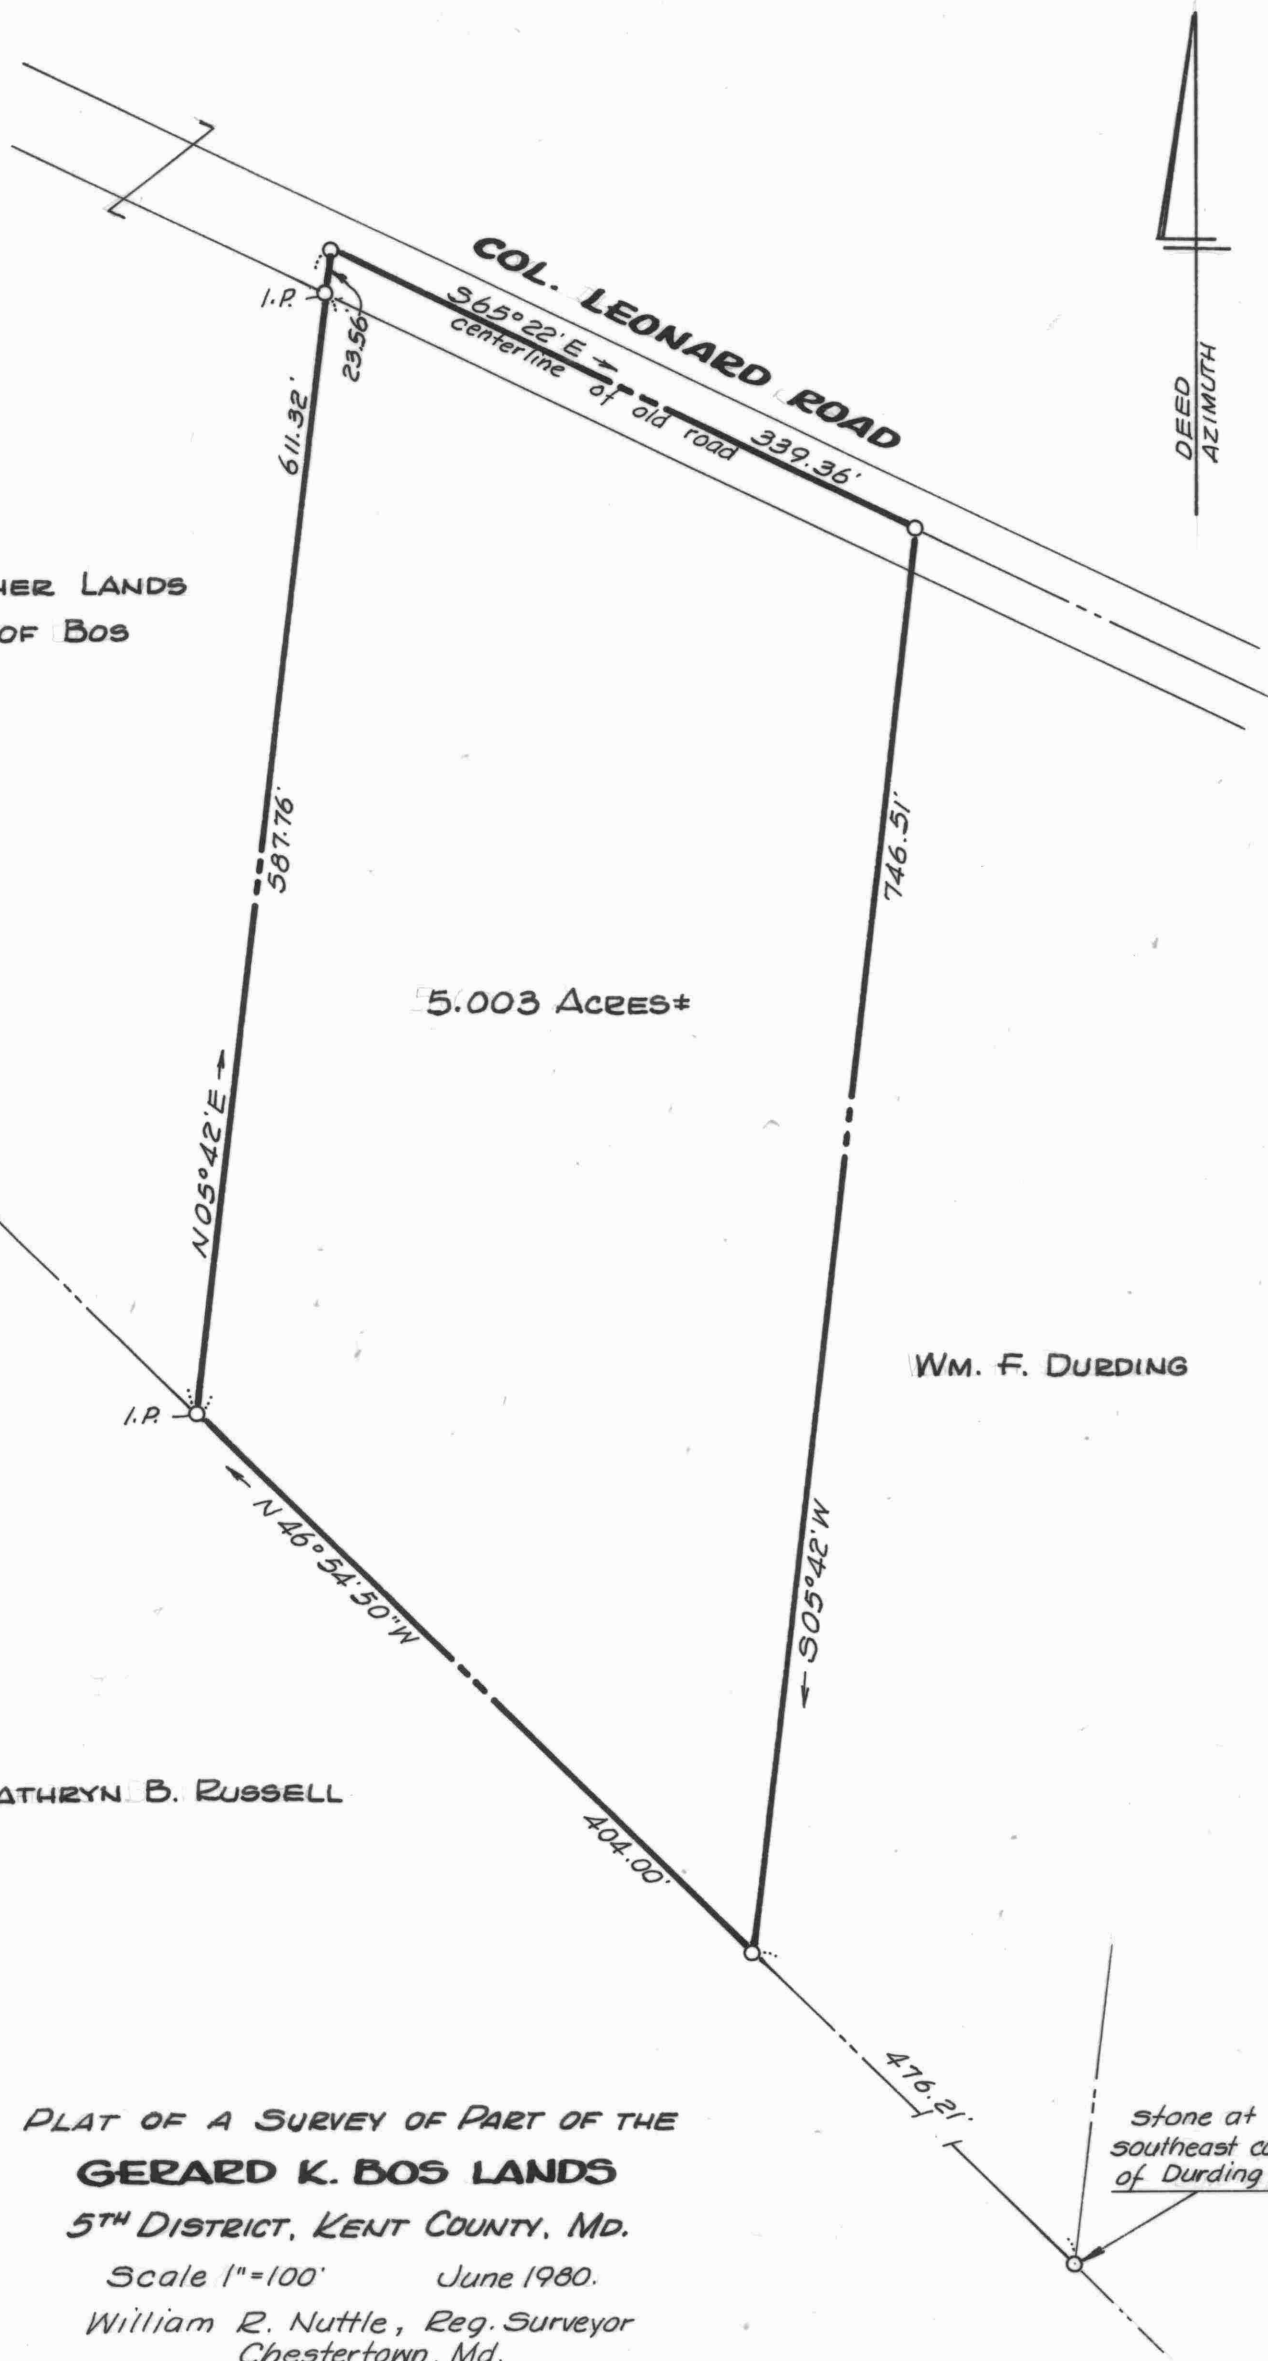 COL. LEONARD ROAD
S65°22'E
centerline of old road
339.36'
I.P.
23.56'
611.32'
DEED
AZIMUTH
LANDS
OF BOS
587.76'
746.51'
5.003 ACRES±
N05°42'E
WM. F. DURDING
I.P.
N46°54'50"W
S05°42'W
B. RUSSELL
404.00'
476.21'
stone at
southeast
of Durding
PLAT OF A SURVEY OF PART OF THE
GERARD K. BOS LANDS
5TH DISTRICT, KENT COUNTY, MD.
Scale 1"=100' June 1980.
William R. Nuttle, Reg. Surveyor
Chestertown, Md.